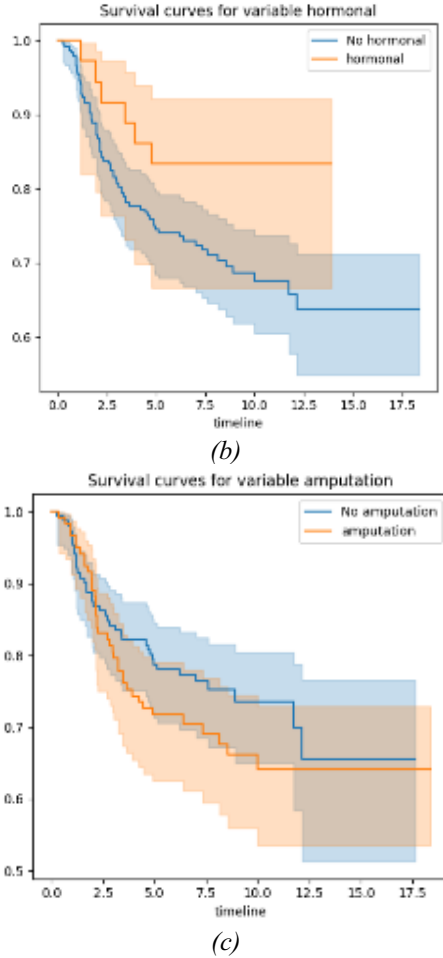 Survival curves for variable hormonal
No hormonal
hormonal
1.0
0.9
0.8
0.7
0.6
0.0 2.5 5.0 7.5 10.0 12.5 15.0 17.5
timeline
(b)
Survival curves for variable amputation
No amputation
amputation
1.0
0.9
0.8
0.7
0.6
0.5
0.0 2.5 5.0 7.5 10.0 12.5 15.0 17.5
timeline
(c)